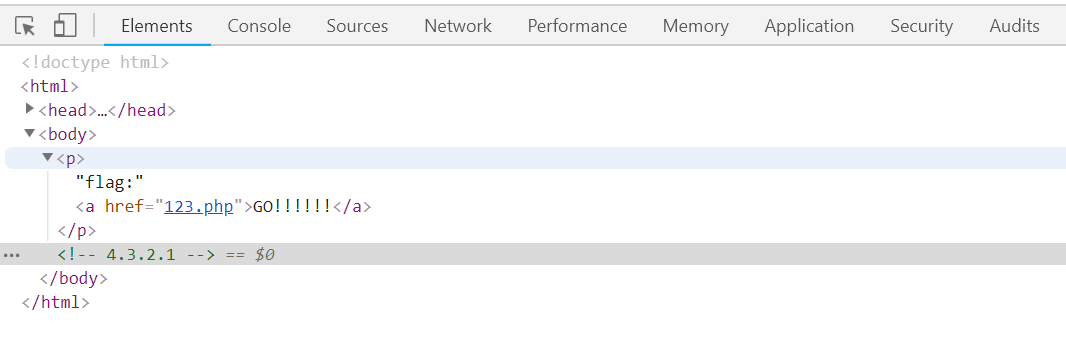 Elements Console Sources Network Performance Memory Application Security Audits
<!doctype html>
<html>
<head>…</head>
<body>
<p>
"flag:"
<a href="123.php">GO!!!!!!</a>
</p>
<!-- 4.3.2.1 --> == $0
</body>
</html>